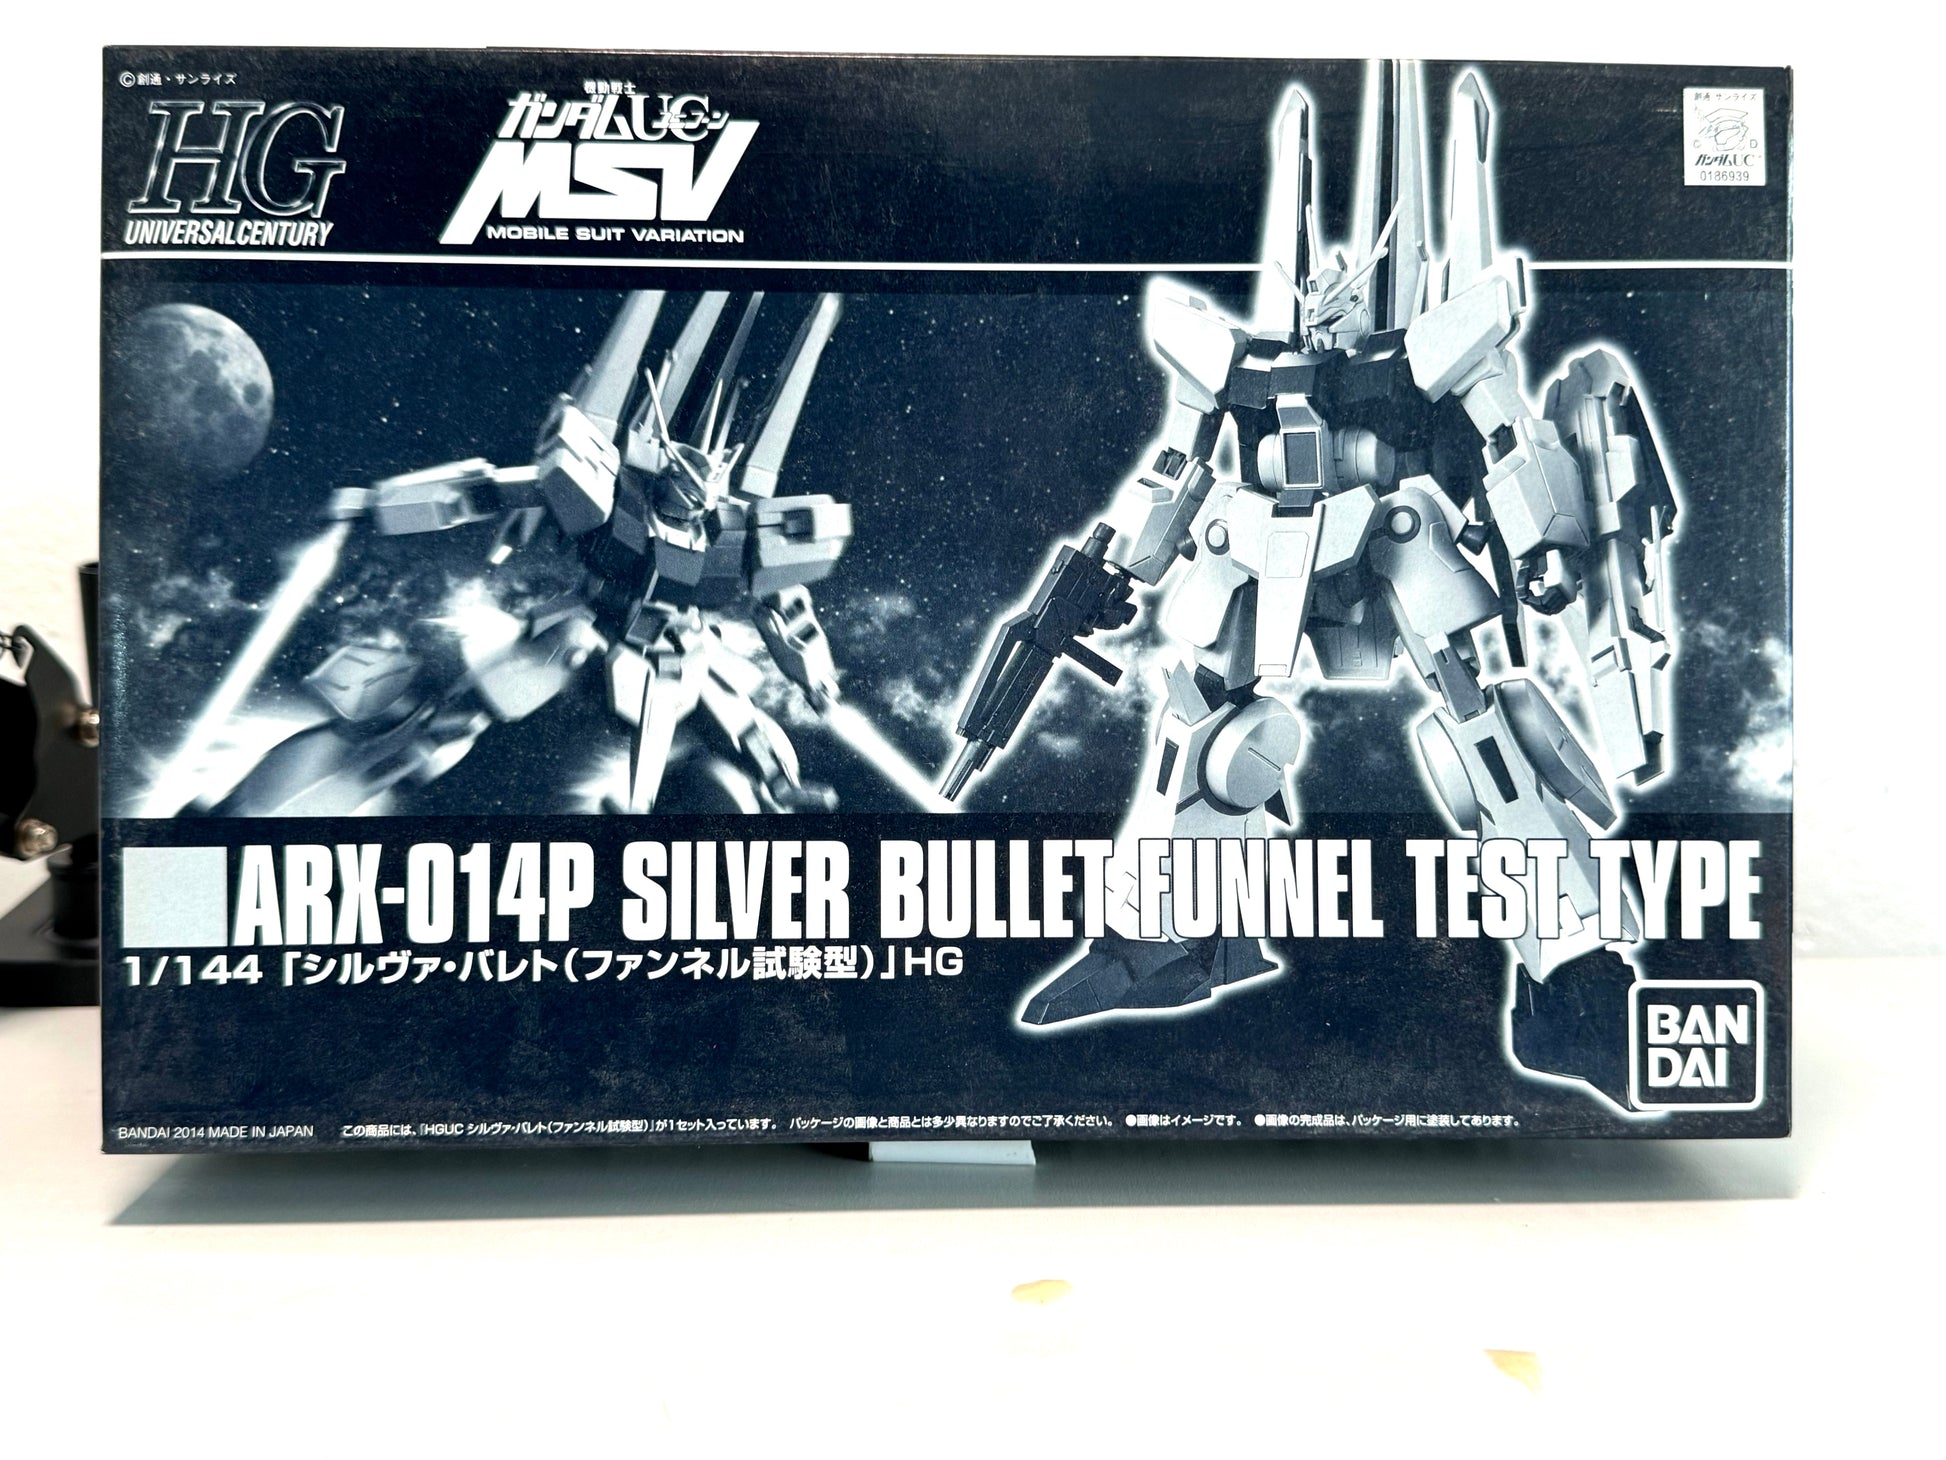 ©創通・サンライズ
HG
UNIVERSAL CENTURY
機動戦士
ガンダムUC
ユニコーン
MSV
MOBILE SUIT VARIATION
創通 サンライズ
ガンダムUC
0186939
ARX-014P SILVER BULLET FUNNEL TEST TYPE
1/144「シルヴァ・バレト(ファンネル試験型)」HG
BAN
DAI
BANDAI 2014 MADE IN JAPAN この商品には、「HGUC シルヴァ・バレト(ファンネル試験型)」が1セット入っています。 パッケージの画像と商品とは多少異なりますのでご了承ください。 ●画像はイメージです。 ●画像の完成品は、パッケージ用に塗装してあります。